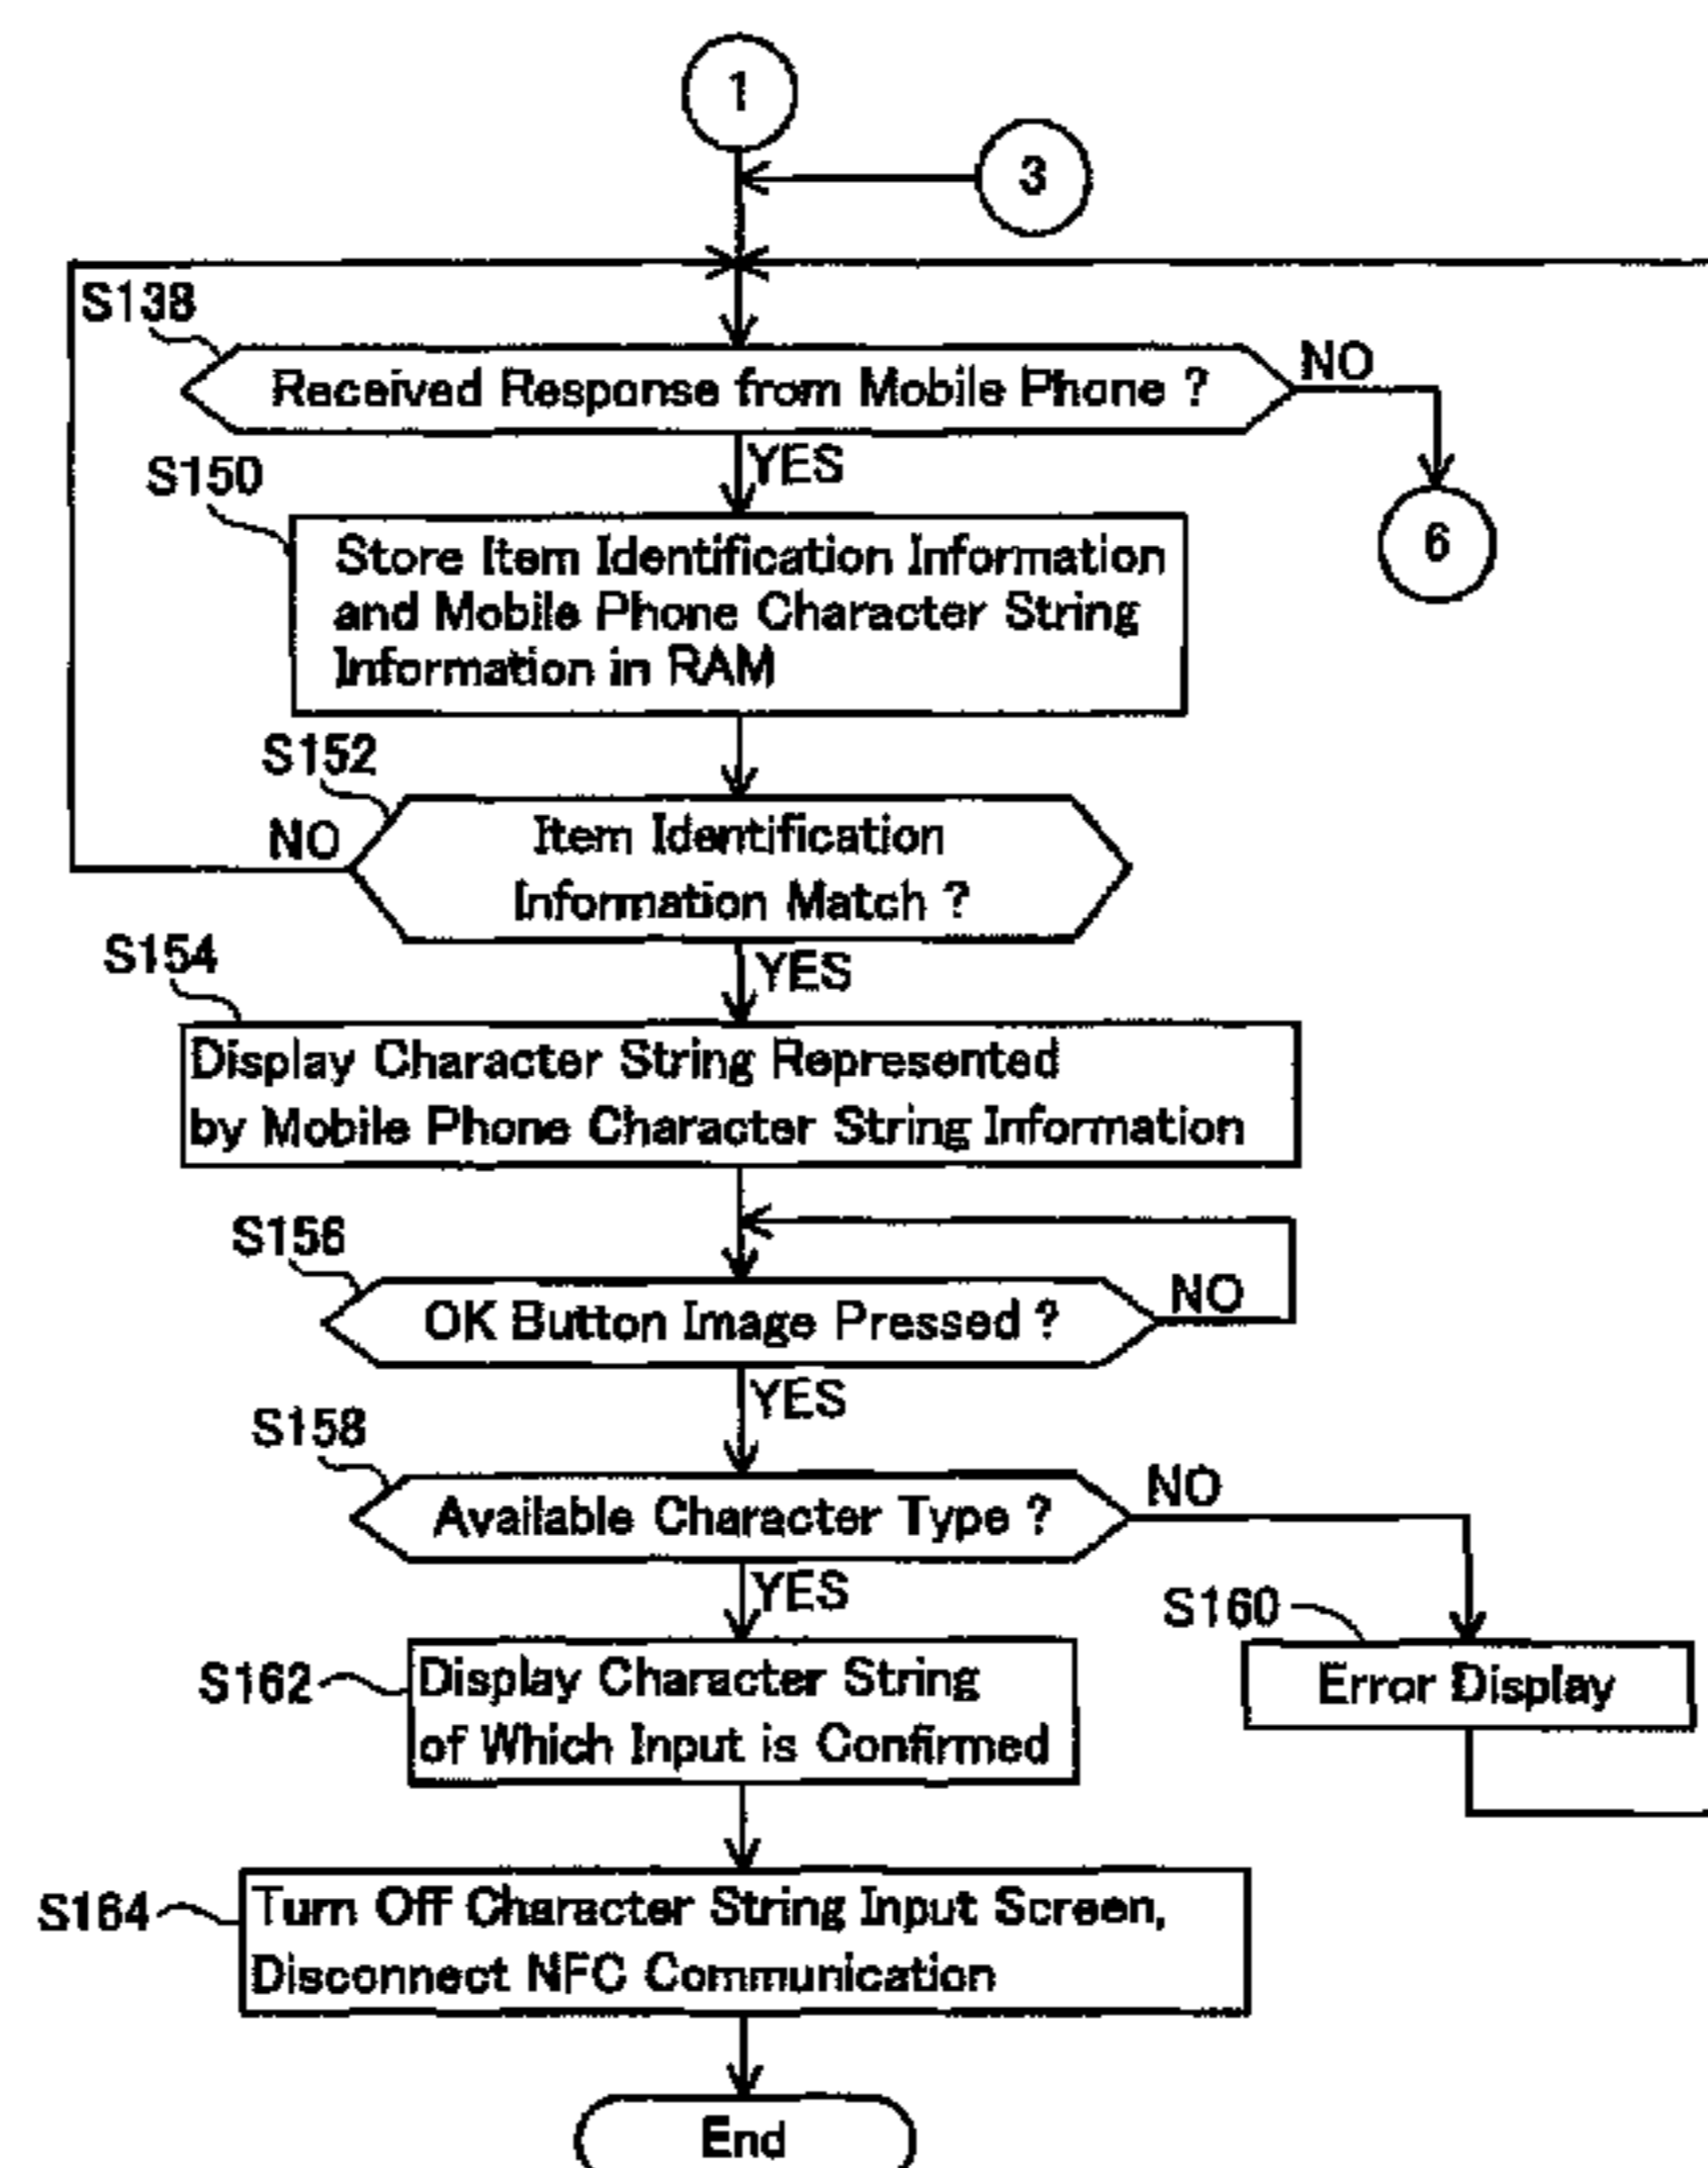 1
3
S138
Received Response from Mobile Phone ?
NO
YES
6
S150
Store Item Identification Information
and Mobile Phone Character String
Information in RAM
S152
NO
Item Identification
Information Match ?
YES
S154
Display Character String Represented
by Mobile Phone Character String Information
S156
OK Button Image Pressed ?
NO
YES
S158
Available Character Type ?
NO
YES
S160
Error Display
S162
Display Character String
of Which Input is Confirmed
S164
Turn Off Character String Input Screen,
Disconnect NFC Communication
End